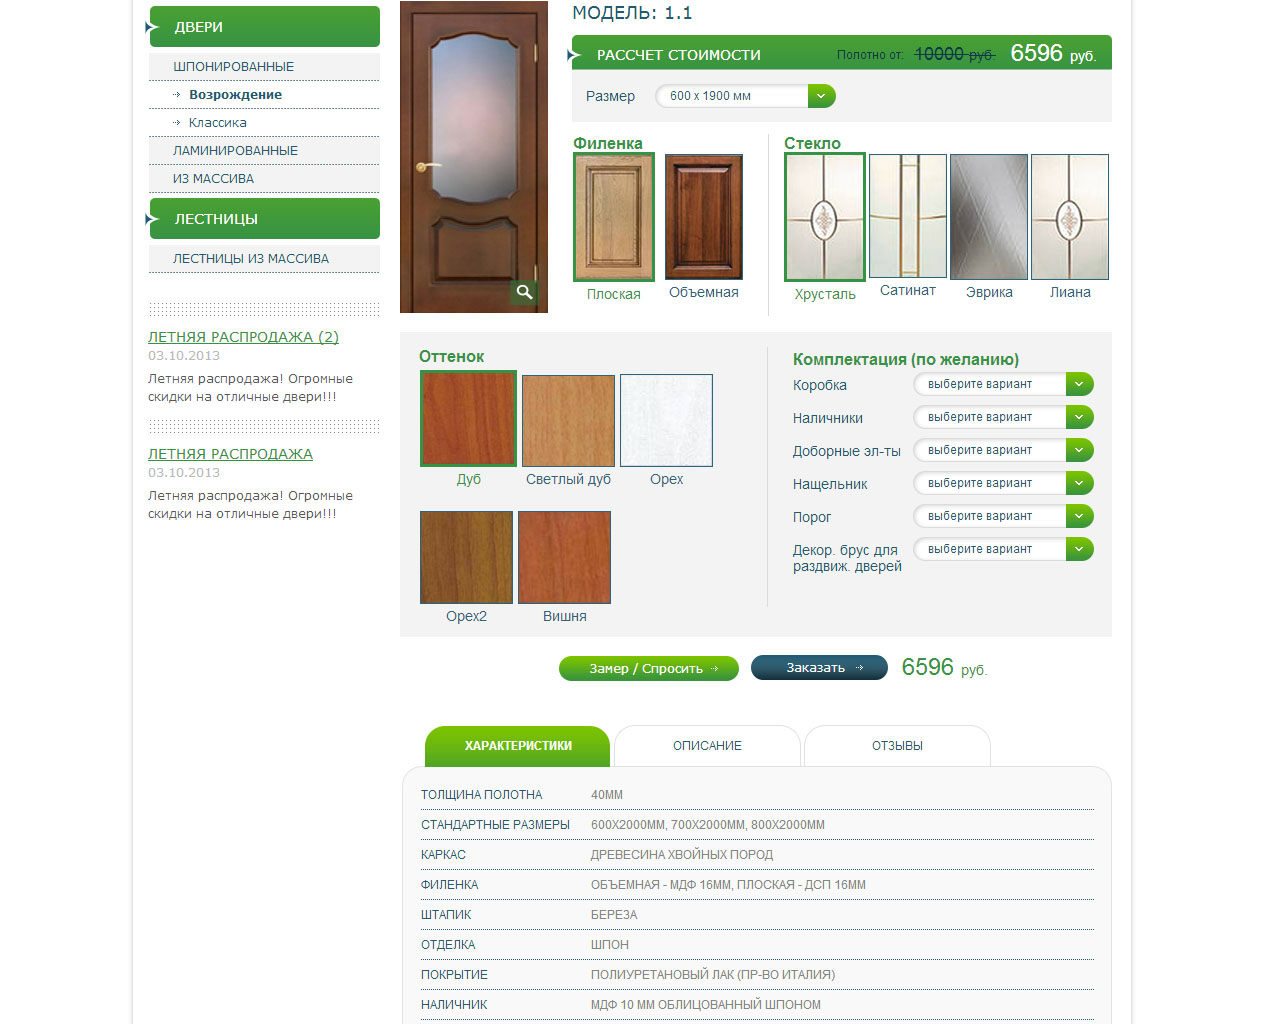 ДВЕРИ
ШПОНИРОВАННЫЕ
Возрождение
Классика
ЛАМИНИРОВАННЫЕ
ИЗ МАССИВА
ЛЕСТНИЦЫ
ЛЕСТНИЦЫ ИЗ МАССИВА
ЛЕТНЯЯ РАСПРОДАЖА (2)
03.10.2013
Летняя распродажа! Огромные
скидки на отличные двери!!!
ЛЕТНЯЯ РАСПРОДАЖА
03.10.2013
Летняя распродажа! Огромные
скидки на отличные двери!!!
МОДЕЛЬ: 1.1
РАССЧЕТ СТОИМОСТИ Полотно от: 10000 руб. 6596 руб.
Размер 600 x 1900 мм
Филенка
Плоская Объемная
Стекло
Хрусталь Сатинат Эврика Лиана
Оттенок
Дуб Светлый дуб Орех
Орех2 Вишня
Комплектация (по желанию)
Коробка выберите вариант
Наличники выберите вариант
Доборные эл-ты выберите вариант
Нащельник выберите вариант
Порог выберите вариант
Декор. брус для выберите вариант
раздвиж. дверей
Замер / Спросить Заказать 6596 руб.
ХАРАКТЕРИСТИКИ ОПИСАНИЕ ОТЗЫВЫ
ТОЛЩИНА ПОЛОТНА 40ММ
СТАНДАРТНЫЕ РАЗМЕРЫ 600Х2000ММ, 700Х2000ММ, 800Х2000ММ
КАРКАС ДРЕВЕСИНА ХВОЙНЫХ ПОРОД
ФИЛЕНКА ОБЪЕМНАЯ - МДФ 16ММ, ПЛОСКАЯ - ДСП 16ММ
ШТАПИК БЕРЕЗА
ОТДЕЛКА ШПОН
ПОКРЫТИЕ ПОЛИУРЕТАНОВЫЙ ЛАК (ПР-ВО ИТАЛИЯ)
НАЛИЧНИК МДФ 10 ММ ОБЛИЦОВАННЫЙ ШПОНОМ